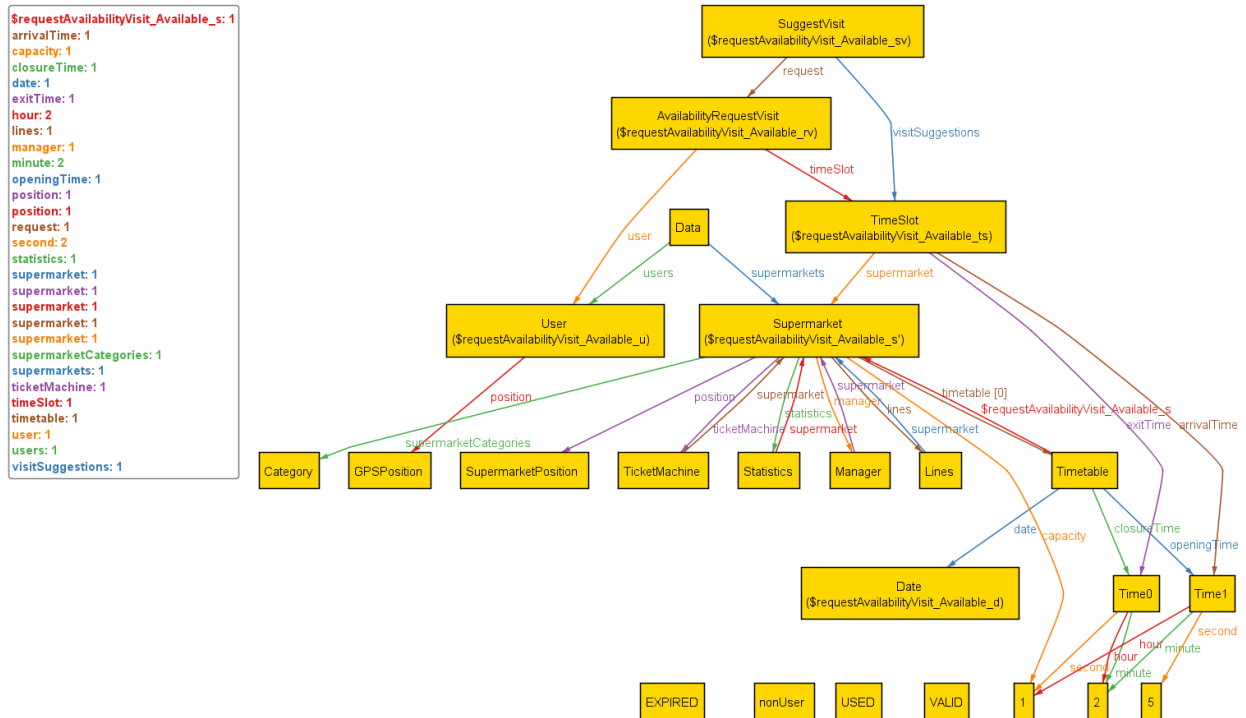 $requestAvailabilityVisit_Available_s: 1
arrivalTime: 1
capacity: 1
closureTime: 1
date: 1
exitTime: 1
hour: 2
lines: 1
manager: 1
minute: 2
openingTime: 1
position: 1
position: 1
request: 1
second: 2
statistics: 1
supermarket: 1
supermarket: 1
supermarket: 1
supermarket: 1
supermarket: 1
supermarketCategories: 1
supermarkets: 1
ticketMachine: 1
timeSlot: 1
timetable: 1
user: 1
users: 1
visitSuggestions: 1
SuggestVisit
($requestAvailabilityVisit_Available_sv)
request
AvailabilityRequestVisit
($requestAvailabilityVisit_Available_rv)
visitSuggestions
timeSlot
TimeSlot
($requestAvailabilityVisit_Available_ts)
Data
user
users
supermarkets
supermarket
User
($requestAvailabilityVisit_Available_u)
Supermarket
($requestAvailabilityVisit_Available_s')
position
position
supermarket
supermarket
timetable [0]
manager
$requestAvailabilityVisit_Available_s
lines
statistics
exitTime
arrivalTime
ticketMachine
supermarket
supermarket
supermarketCategories
Category
GPSPosition
SupermarketPosition
TicketMachine
Statistics
Manager
Lines
Timetable
date
capacity
closureTime
openingTime
Date
($requestAvailabilityVisit_Available_d)
Time0
Time1
second
hour
hour
minute
second
minute
EXPIRED
nonUser
USED
VALID
1
2
5